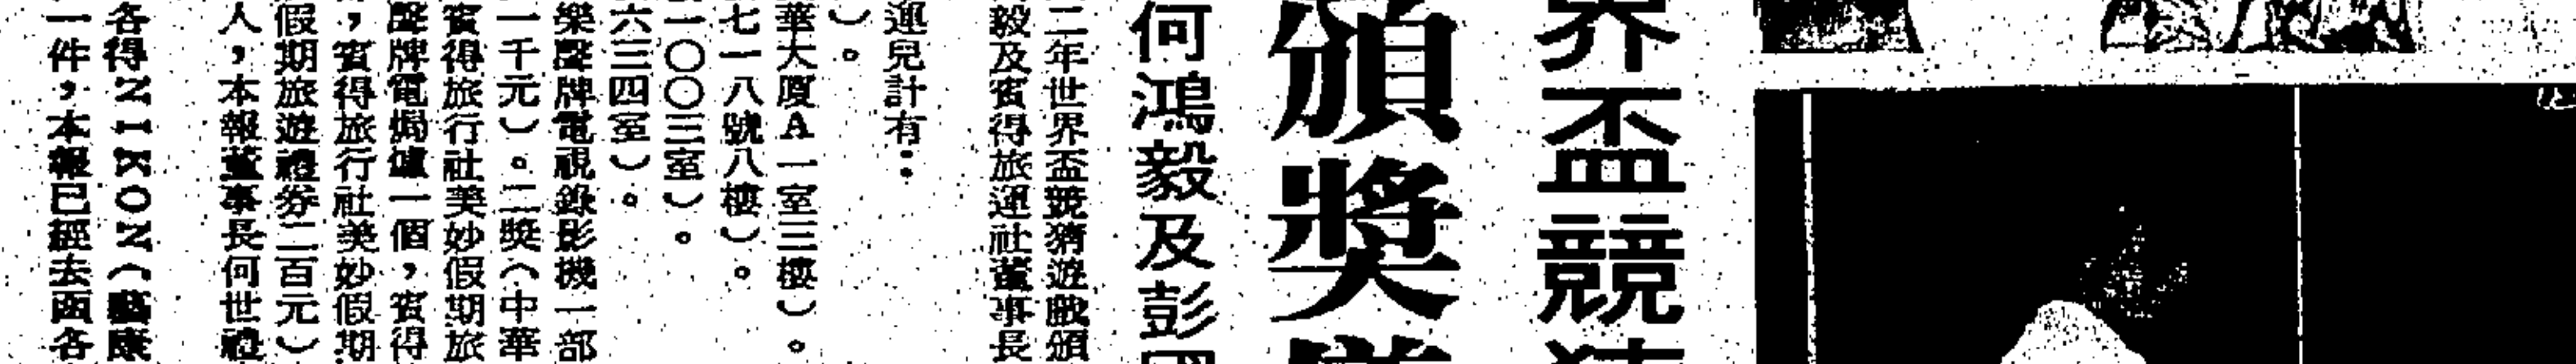 界盃競猜
頒獎
何鴻毅及彭國
二年世界盃競猜遊戲頒
毅及賓得旅運社董事長
運兒計有：
）。
華大廈A一室三樓）。
七一八號八樓）。
一〇〇三室）。
六三四室）。
樂聲牌電視錄影機一部
一千元）。二獎（中華
賓得旅行社美妙假期旅
聲牌電焗爐一個，賓得
，賓得旅行社美妙假期
假期旅遊禮券二百元）
人，本報董事長何世禮
各得NIKON（藝康
一件，本報已經去函各